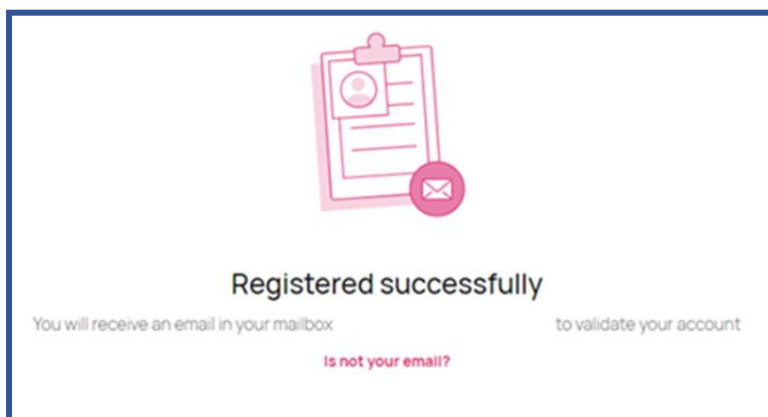 Registered successfully
You will receive an email in your mailbox to validate your account
Is not your email?